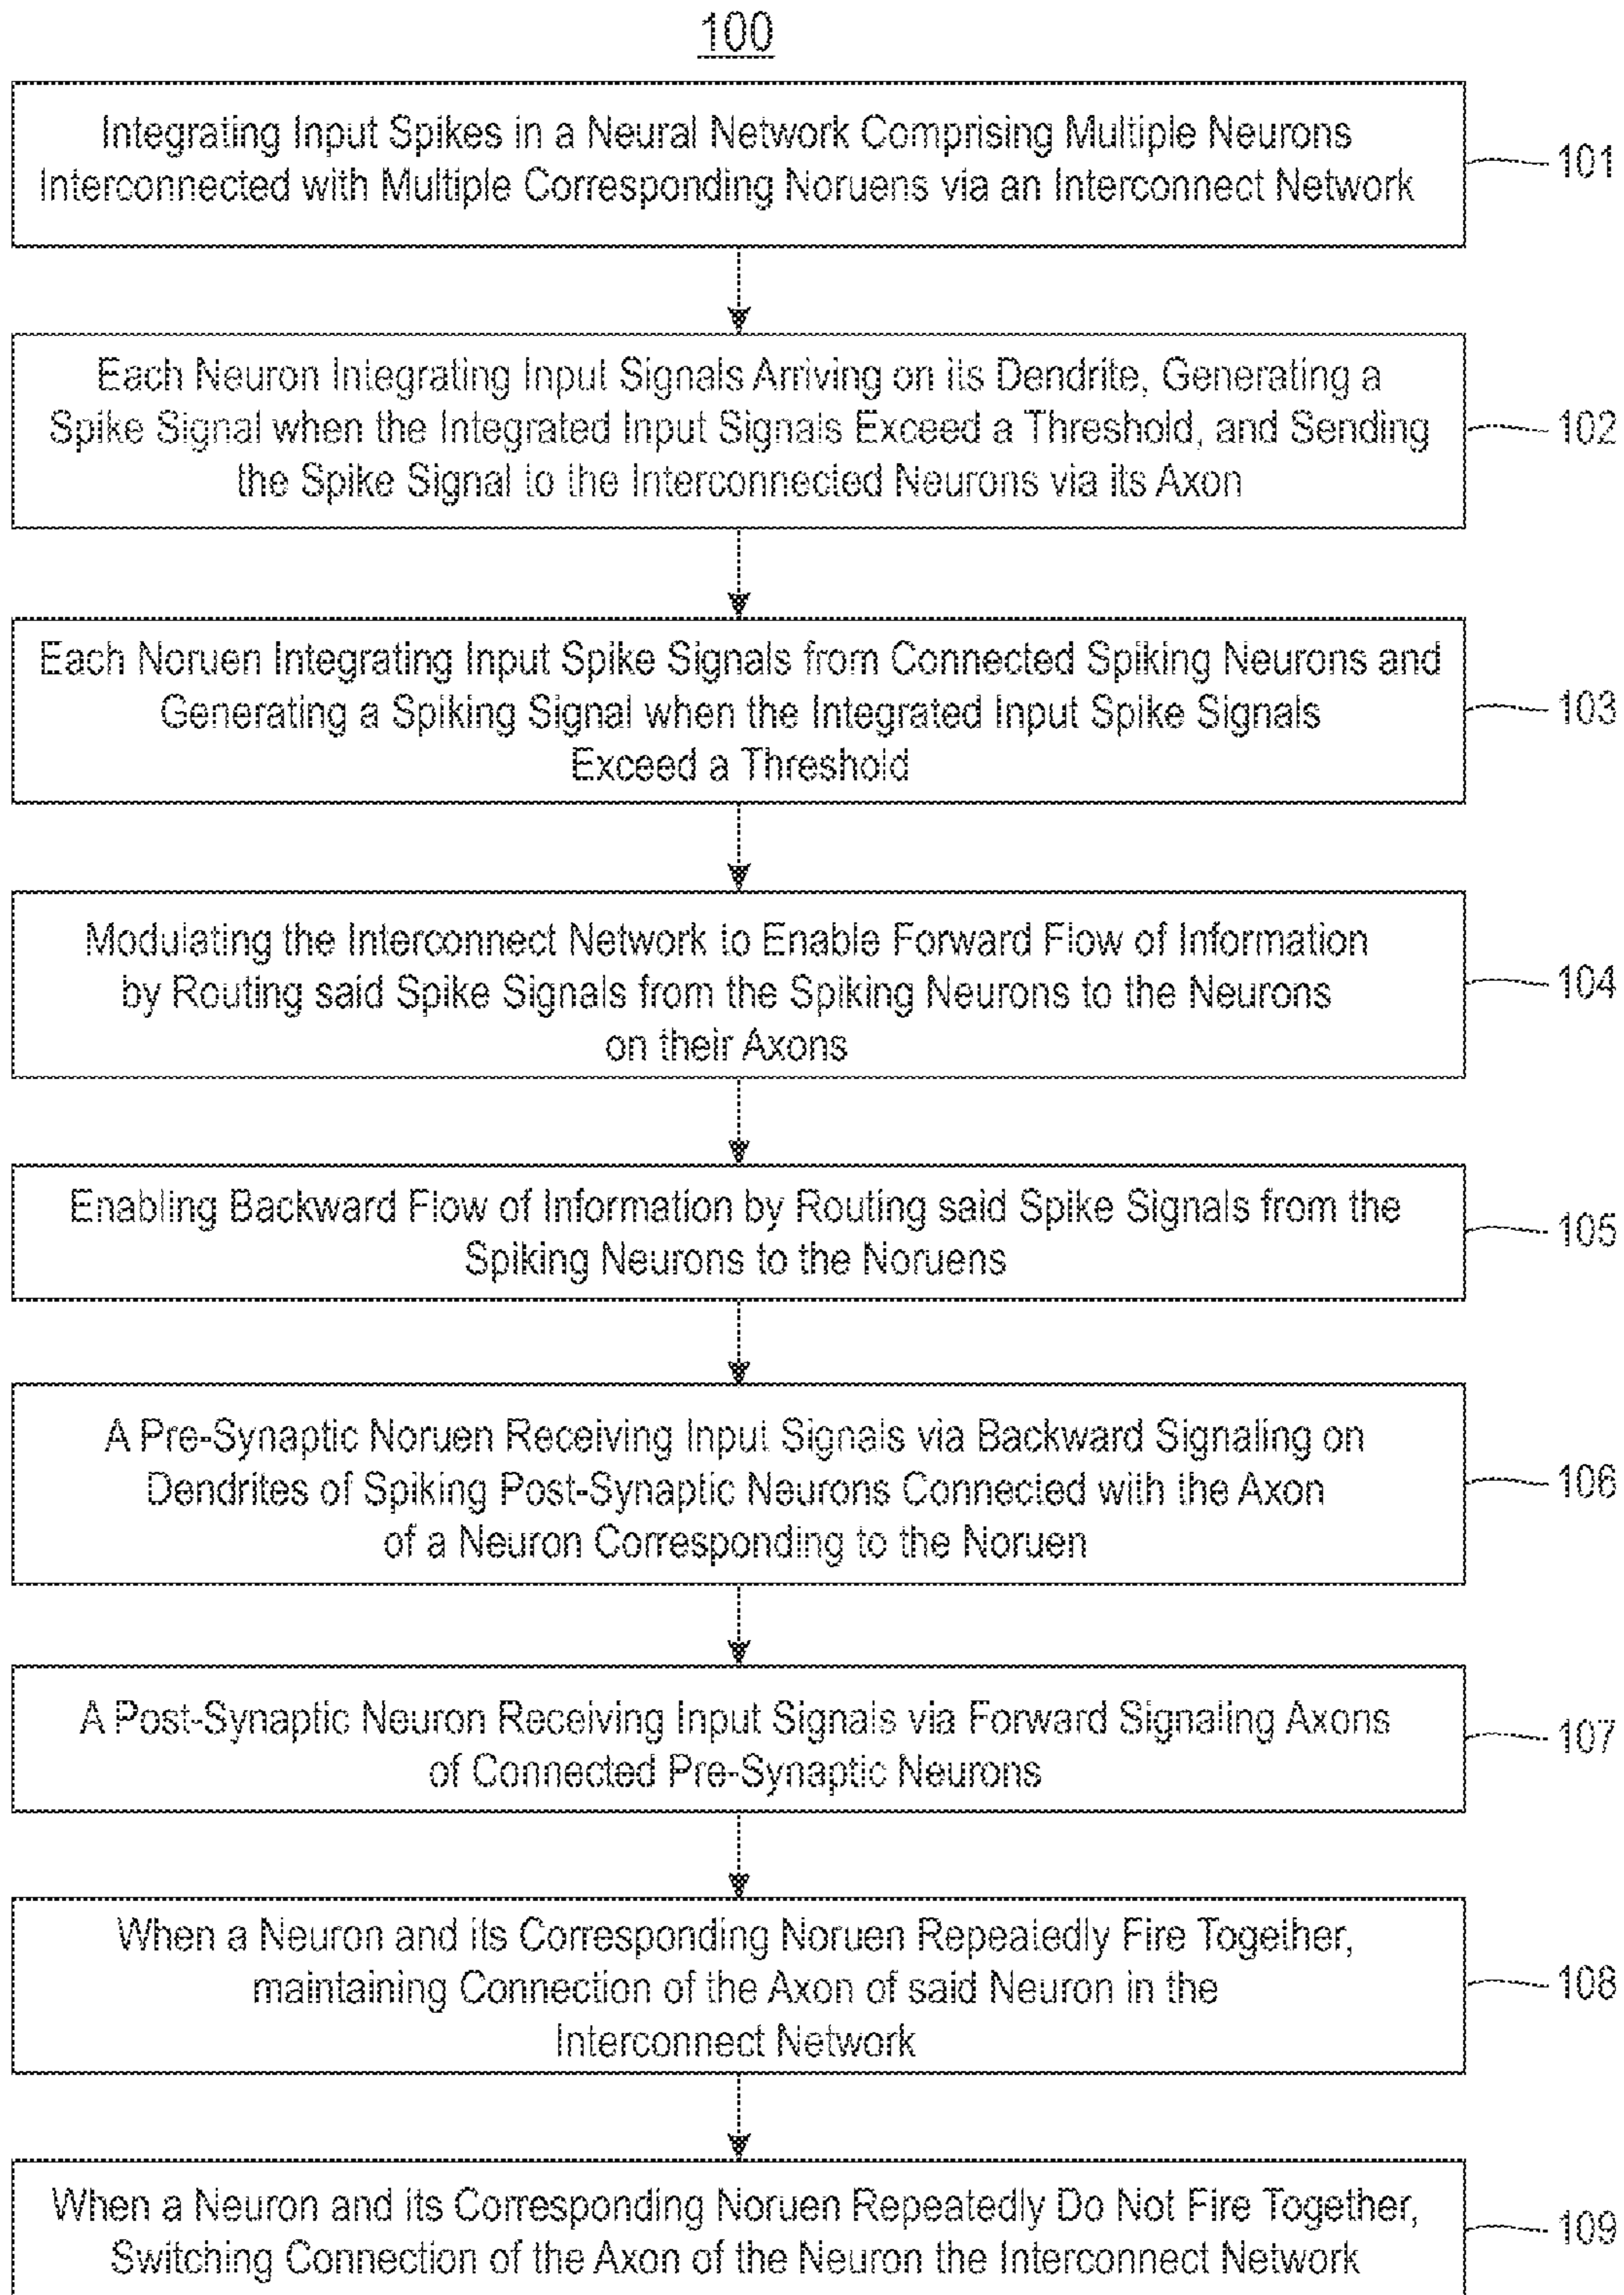 100
Integrating Input Spikes in a Neural Network Comprising Multiple Neurons
Interconnected with Multiple Corresponding Noruens via an Interconnect Network
101
Each Neuron Integrating Input Signals Arriving on its Dendrite, Generating a
Spike Signal when the Integrated Input Signals Exceed a Threshold, and Sending
the Spike Signal to the Interconnected Neurons via its Axon
102
Each Noruen Integrating Input Spike Signals from Connected Spiking Neurons and
Generating a Spiking Signal when the Integrated Input Spike Signals
Exceed a Threshold
103
Modulating the Interconnect Network to Enable Forward Flow of Information
by Routing said Spike Signals from the Spiking Neurons to the Neurons
on their Axons
104
Enabling Backward Flow of Information by Routing said Spike Signals from the
Spiking Neurons to the Noruens
105
A Pre-Synaptic Noruen Receiving Input Signals via Backward Signaling on
Dendrites of Spiking Post-Synaptic Neurons Connected with the Axon
of a Neuron Corresponding to the Noruen
106
A Post-Synaptic Neuron Receiving Input Signals via Forward Signaling Axons
of Connected Pre-Synaptic Neurons
107
When a Neuron and its Corresponding Noruen Repeatedly Fire Together,
maintaining Connection of the Axon of said Neuron in the
Interconnect Network
108
When a Neuron and its Corresponding Noruen Repeatedly Do Not Fire Together,
Switching Connection of the Axon of the Neuron the Interconnect Network
109